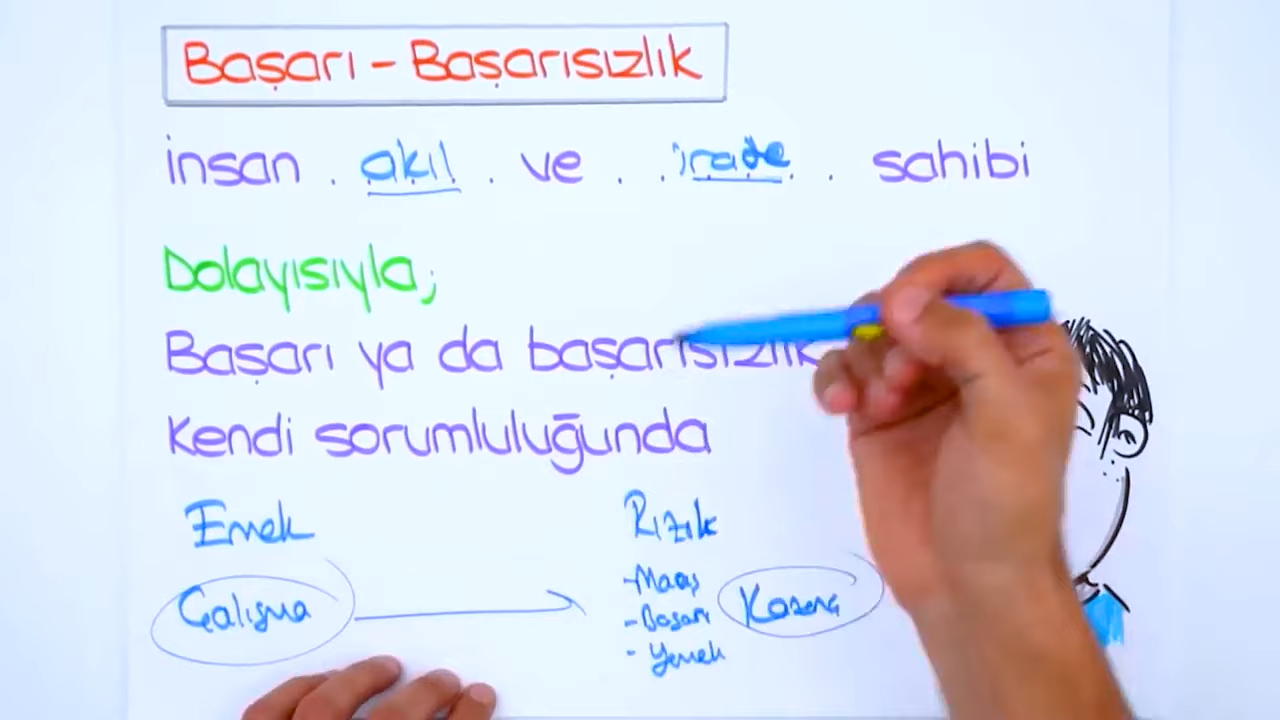 Başarı - Başarısızlık
İnsan . akıl . ve . . irade . . sahibi
Dolayısıyla;
Başarı ya da başarısızlık
Kendi sorumluluğunda
Emek
Rızık
Çalışma
- Maaş
- Başarı
- Yemek
Kazanç